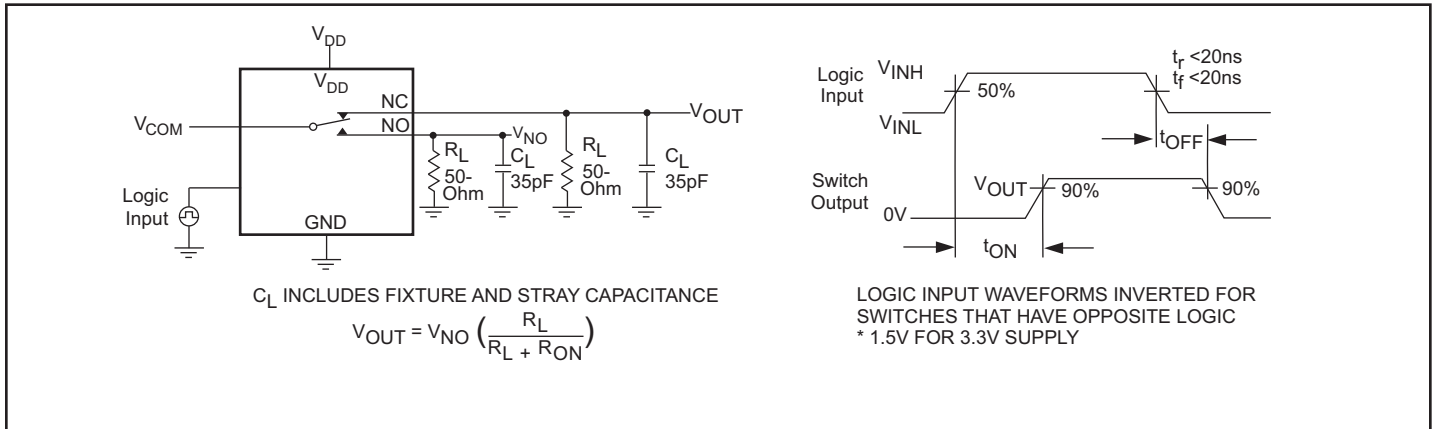 VDD
VDD
NC
VCOM
VOUT
NO
VNO
RL
50-
Ohm
CL
35pF
RL
50-
Ohm
CL
35pF
Logic
Input
GND
CL INCLUDES FIXTURE AND STRAY CAPACITANCE
VOUT = VNO ( RL / RL + RON )
Logic
Input
VINH
VINL
50%
tr <20ns
tf <20ns
tOFF
Switch
Output
VOUT
0V
90%
90%
tON
LOGIC INPUT WAVEFORMS INVERTED FOR
SWITCHES THAT HAVE OPPOSITE LOGIC
* 1.5V FOR 3.3V SUPPLY